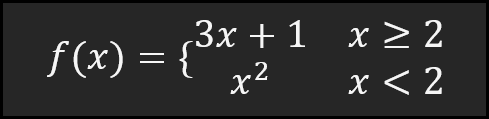 f(x) = {3x + 1 x ≥ 2
x² x < 2